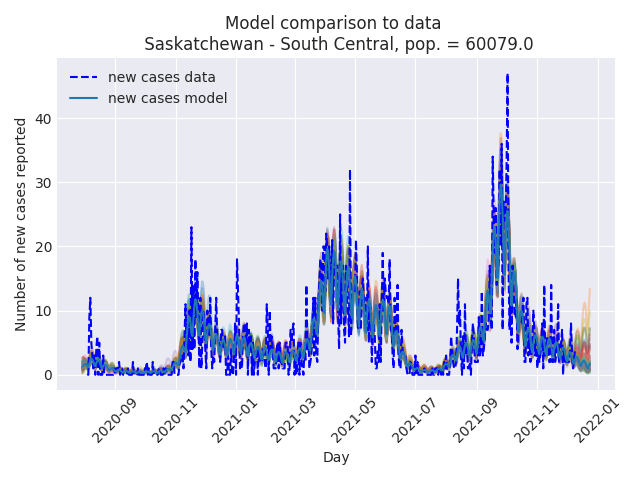 Model comparison to data
Saskatchewan - South Central, pop. = 60079.0
new cases data
new cases model
Number of new cases reported
40
30
20
10
0
2020-09
2020-11
2021-01
2021-03
2021-05
2021-07
2021-09
2021-11
2022-01
Day